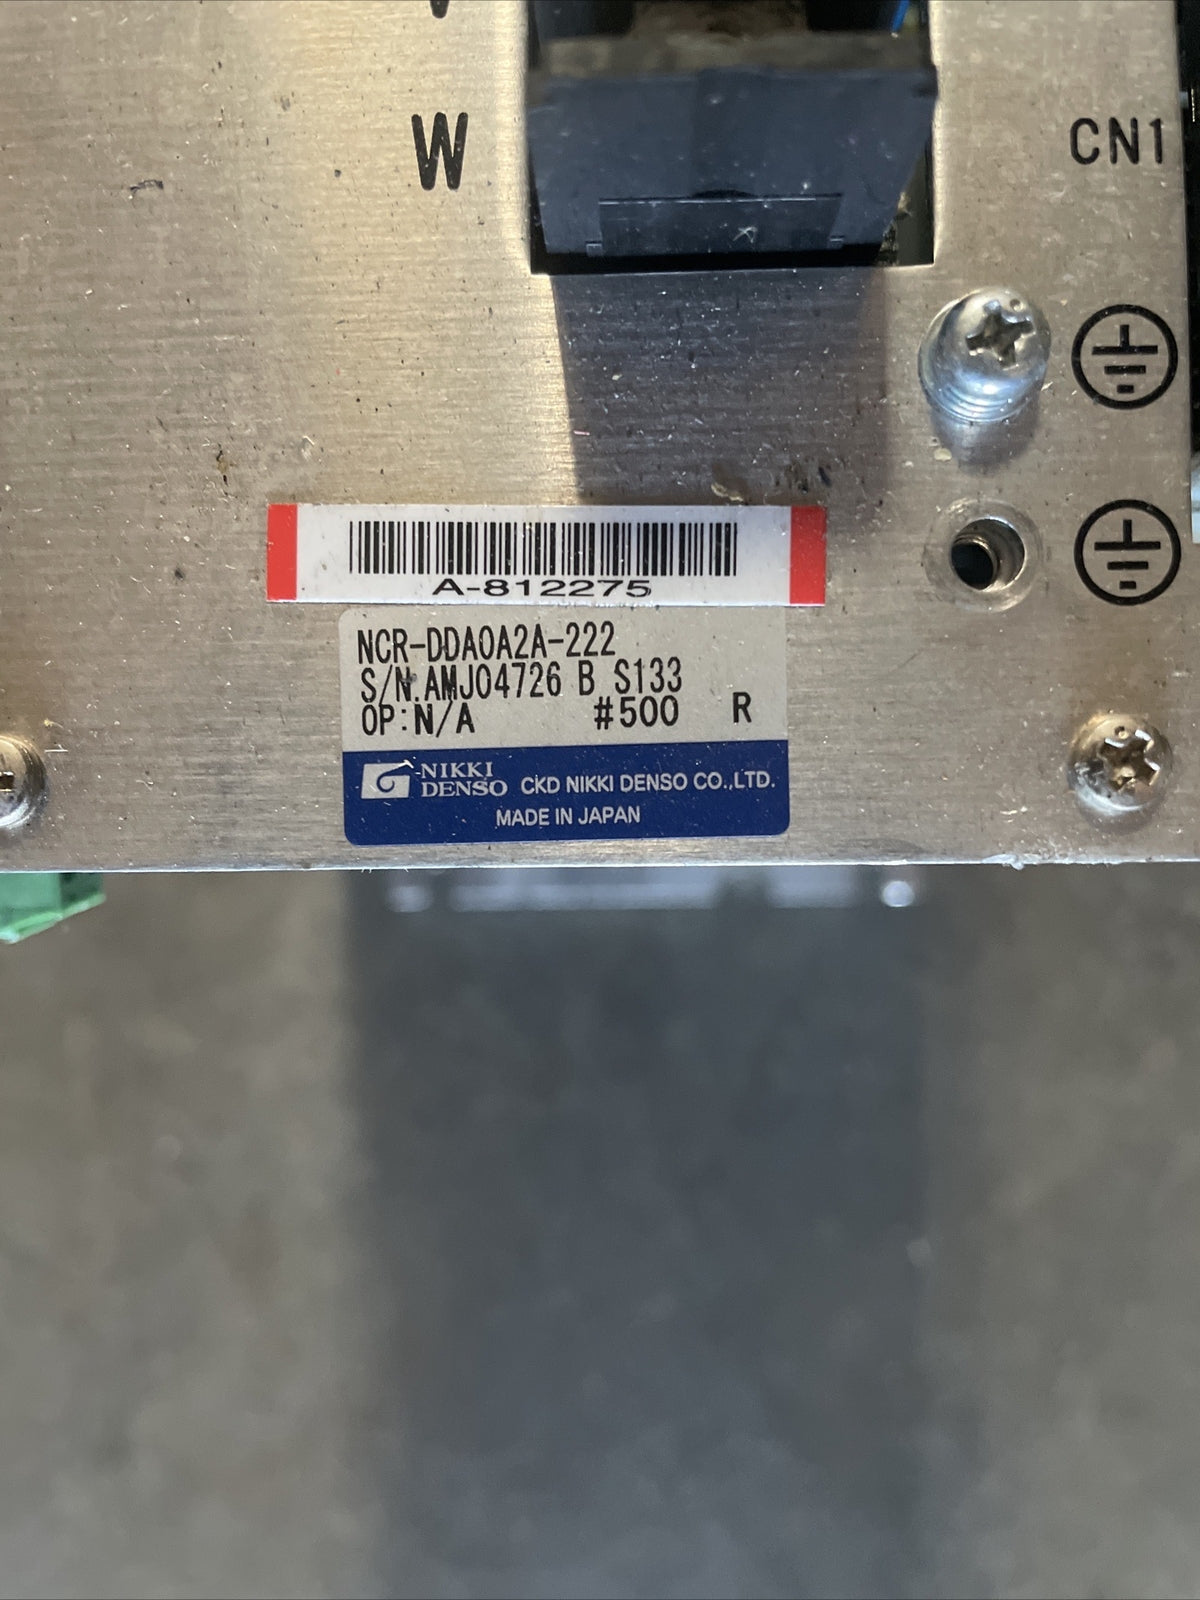 W
CN1
A-812275
NCR-DDA0A2A-222
S/N.AMJ04726 B S133
OP:N/A #500 R
NIKKI
DENSO CKD NIKKI DENSO CO.,LTD.
MADE IN JAPAN